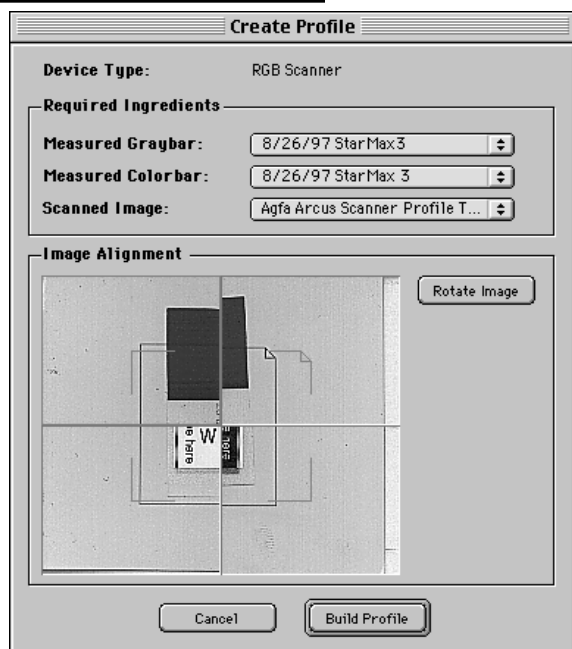 Create Profile
Device Type: RGB Scanner
Required Ingredients
Measured Graybar: 8/26/97 StarMax3
Measured Colorbar: 8/26/97 StarMax 3
Scanned Image: Agfa Arcus Scanner Profile T...
Image Alignment
Rotate Image
W
e here
e here
Cancel
Build Profile